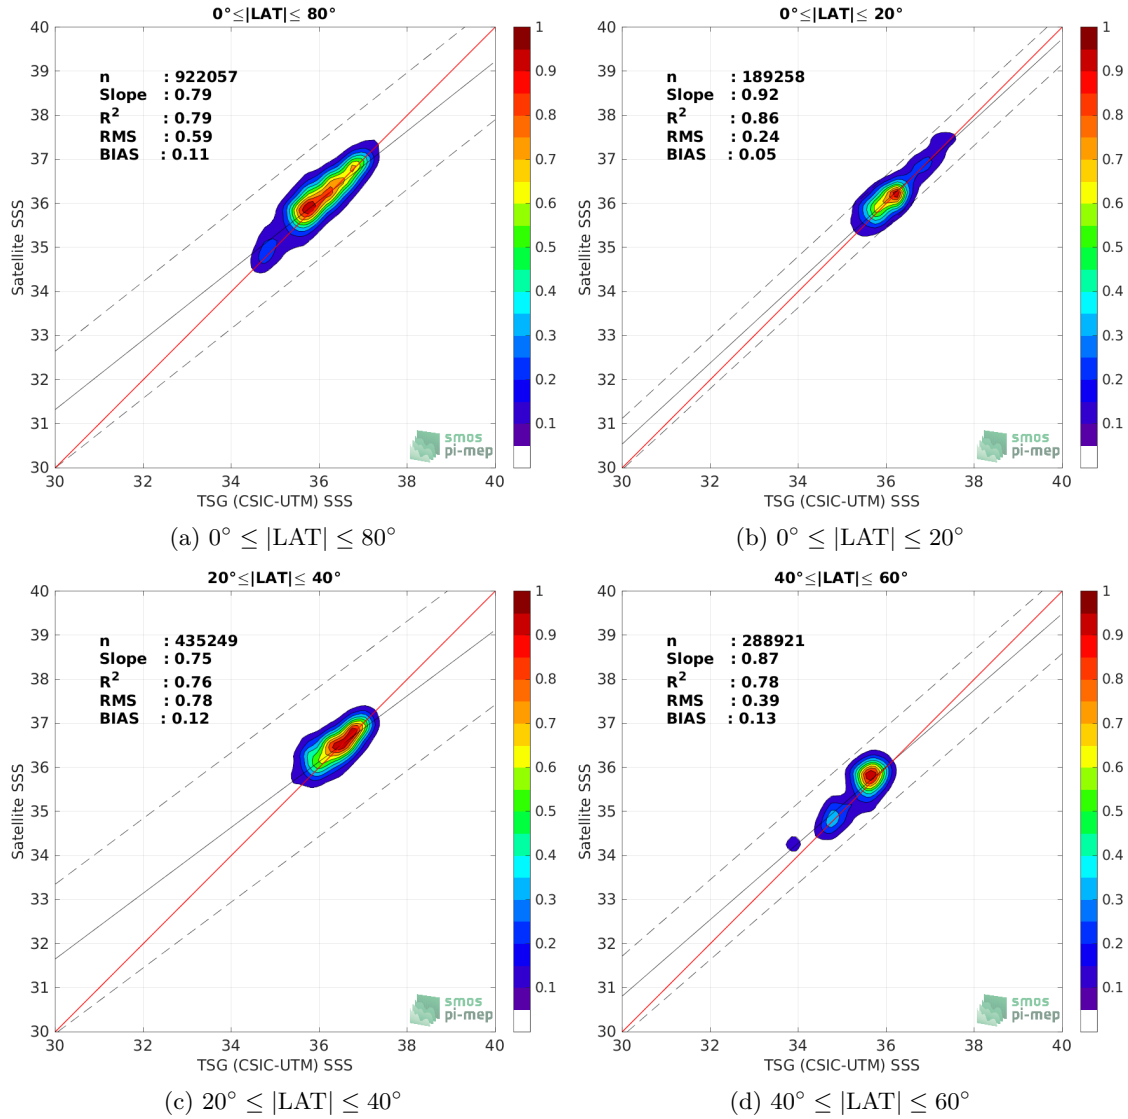 0°≤|LAT|≤ 80°
n : 922057
Slope : 0.79
R² : 0.79
RMS : 0.59
BIAS : 0.11
40
39
38
37
36
35
34
33
32
31
30
Satellite SSS
30 32 34 36 38 40
TSG (CSIC-UTM) SSS
1
0.9
0.8
0.7
0.6
0.5
0.4
0.3
0.2
0.1
smos
pi-mep
(a) 0° ≤ |LAT| ≤ 80°
0°≤|LAT|≤ 20°
n : 189258
Slope : 0.92
R² : 0.86
RMS : 0.24
BIAS : 0.05
40
39
38
37
36
35
34
33
32
31
30
Satellite SSS
30 32 34 36 38 40
TSG (CSIC-UTM) SSS
1
0.9
0.8
0.7
0.6
0.5
0.4
0.3
0.2
0.1
smos
pi-mep
(b) 0° ≤ |LAT| ≤ 20°
20°≤|LAT|≤ 40°
n : 435249
Slope : 0.75
R² : 0.76
RMS : 0.78
BIAS : 0.12
40
39
38
37
36
35
34
33
32
31
30
Satellite SSS
30 32 34 36 38 40
TSG (CSIC-UTM) SSS
1
0.9
0.8
0.7
0.6
0.5
0.4
0.3
0.2
0.1
smos
pi-mep
(c) 20° ≤ |LAT| ≤ 40°
40°≤|LAT|≤ 60°
n : 288921
Slope : 0.87
R² : 0.78
RMS : 0.39
BIAS : 0.13
40
39
38
37
36
35
34
33
32
31
30
Satellite SSS
30 32 34 36 38 40
TSG (CSIC-UTM) SSS
1
0.9
0.8
0.7
0.6
0.5
0.4
0.3
0.2
0.1
smos
pi-mep
(d) 40° ≤ |LAT| ≤ 60°